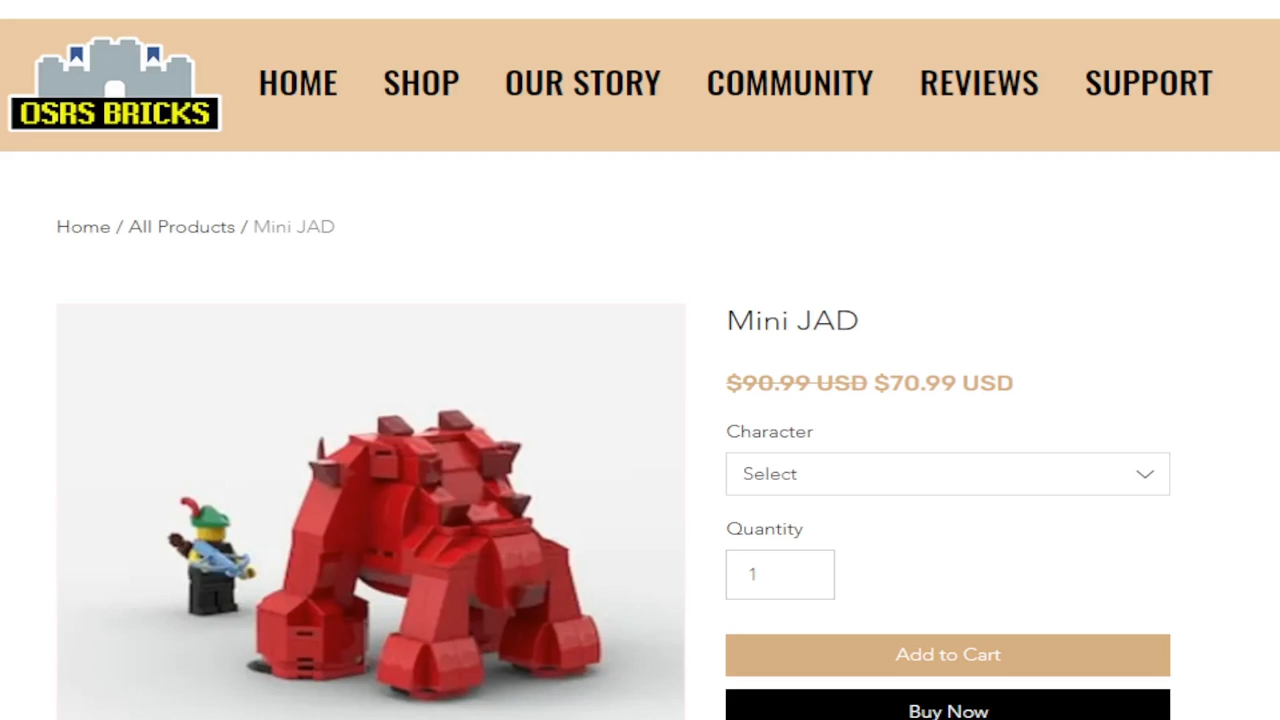 OSRS BRICKS
HOME SHOP OUR STORY COMMUNITY REVIEWS SUPPORT
Home / All Products / Mini JAD
Mini JAD
$90.99 USD $70.99 USD
Character
Select
Quantity
1
Add to Cart
Buy Now